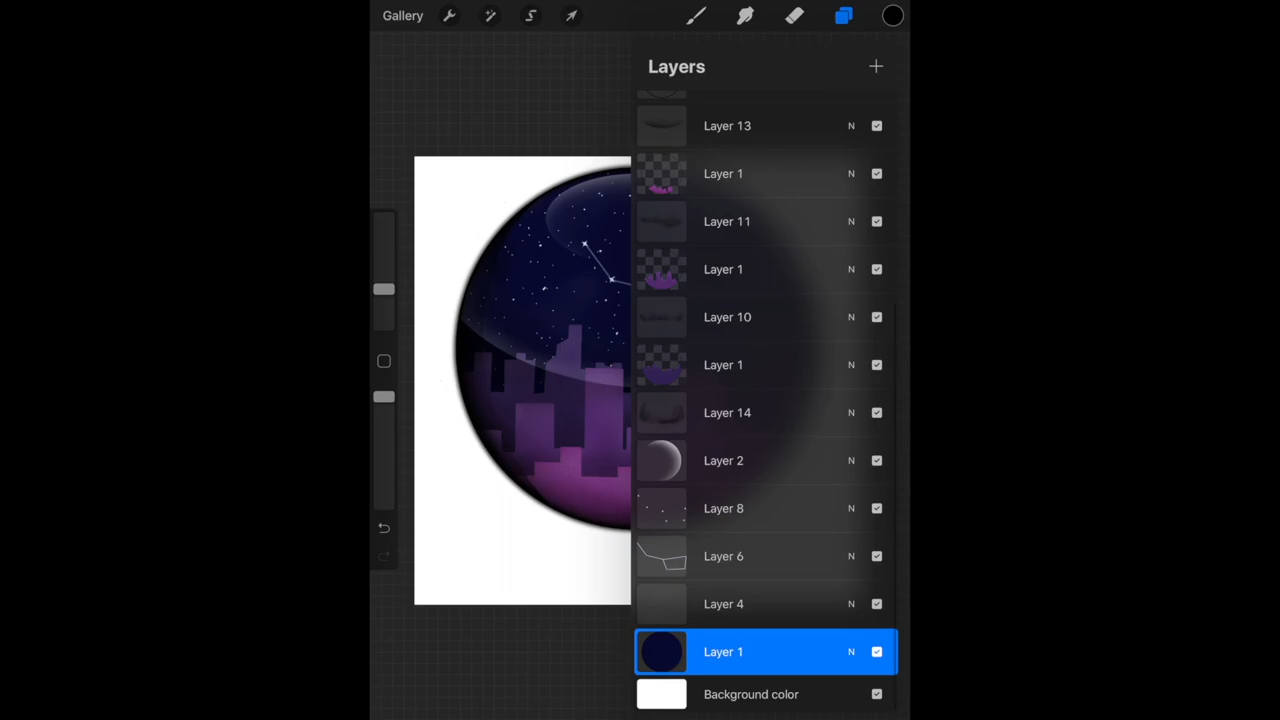 Gallery
Layers
Layer 13 N
Layer 1 N
Layer 11 N
Layer 1 N
Layer 10 N
Layer 1 N
Layer 14 N
Layer 2 N
Layer 8 N
Layer 6 N
Layer 4 N
Layer 1 N
Background color